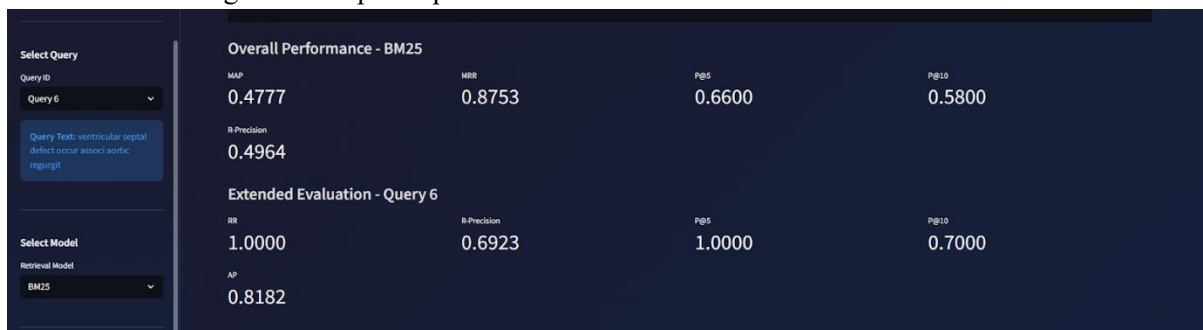 Select Query
Query ID
Query 6
Query Text: ventricular septal
defect occur associ aortic
regurgit
Select Model
Retrieval Model
BM25
Overall Performance - BM25
MAP MRR P@5 P@10
0.4777 0.8753 0.6600 0.5800
R-Precision
0.4964
Extended Evaluation - Query 6
RR R-Precision P@5 P@10
1.0000 0.6923 1.0000 0.7000
AP
0.8182